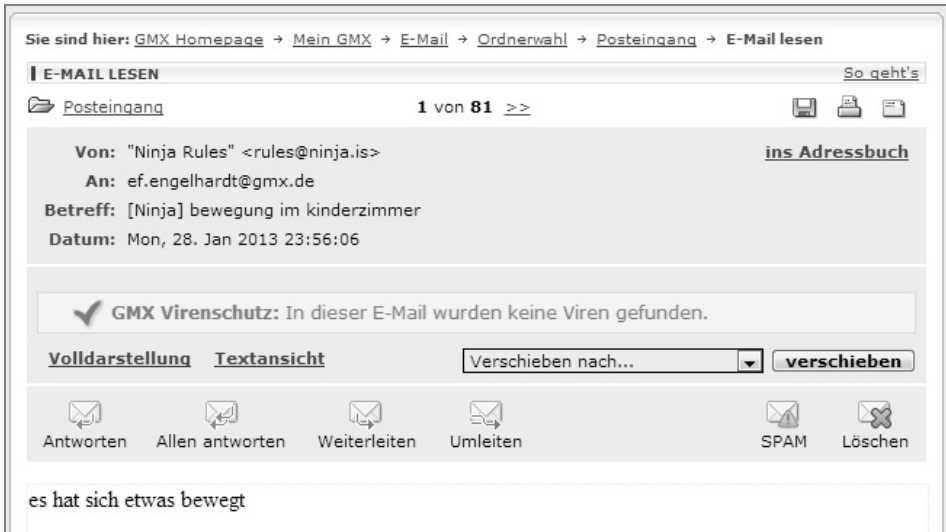 Sie sind hier: GMX Homepage → Mein GMX → E-Mail → Ordnerwahl → Posteingang → E-Mail lesen
E-MAIL LESEN So geht's
Posteingang 1 von 81 >>
Von: "Ninja Rules" <rules@ninja.is> ins Adressbuch
An: ef.engelhardt@gmx.de
Betreff: [Ninja] bewegung im kinderzimmer
Datum: Mon, 28. Jan 2013 23:56:06
GMX Virenschutz: In dieser E-Mail wurden keine Viren gefunden.
Volldarstellung Textansicht Verschieben nach... verschieben
Antworten Allen antworten Weiterleiten Umleiten SPAM Löschen
es hat sich etwas bewegt